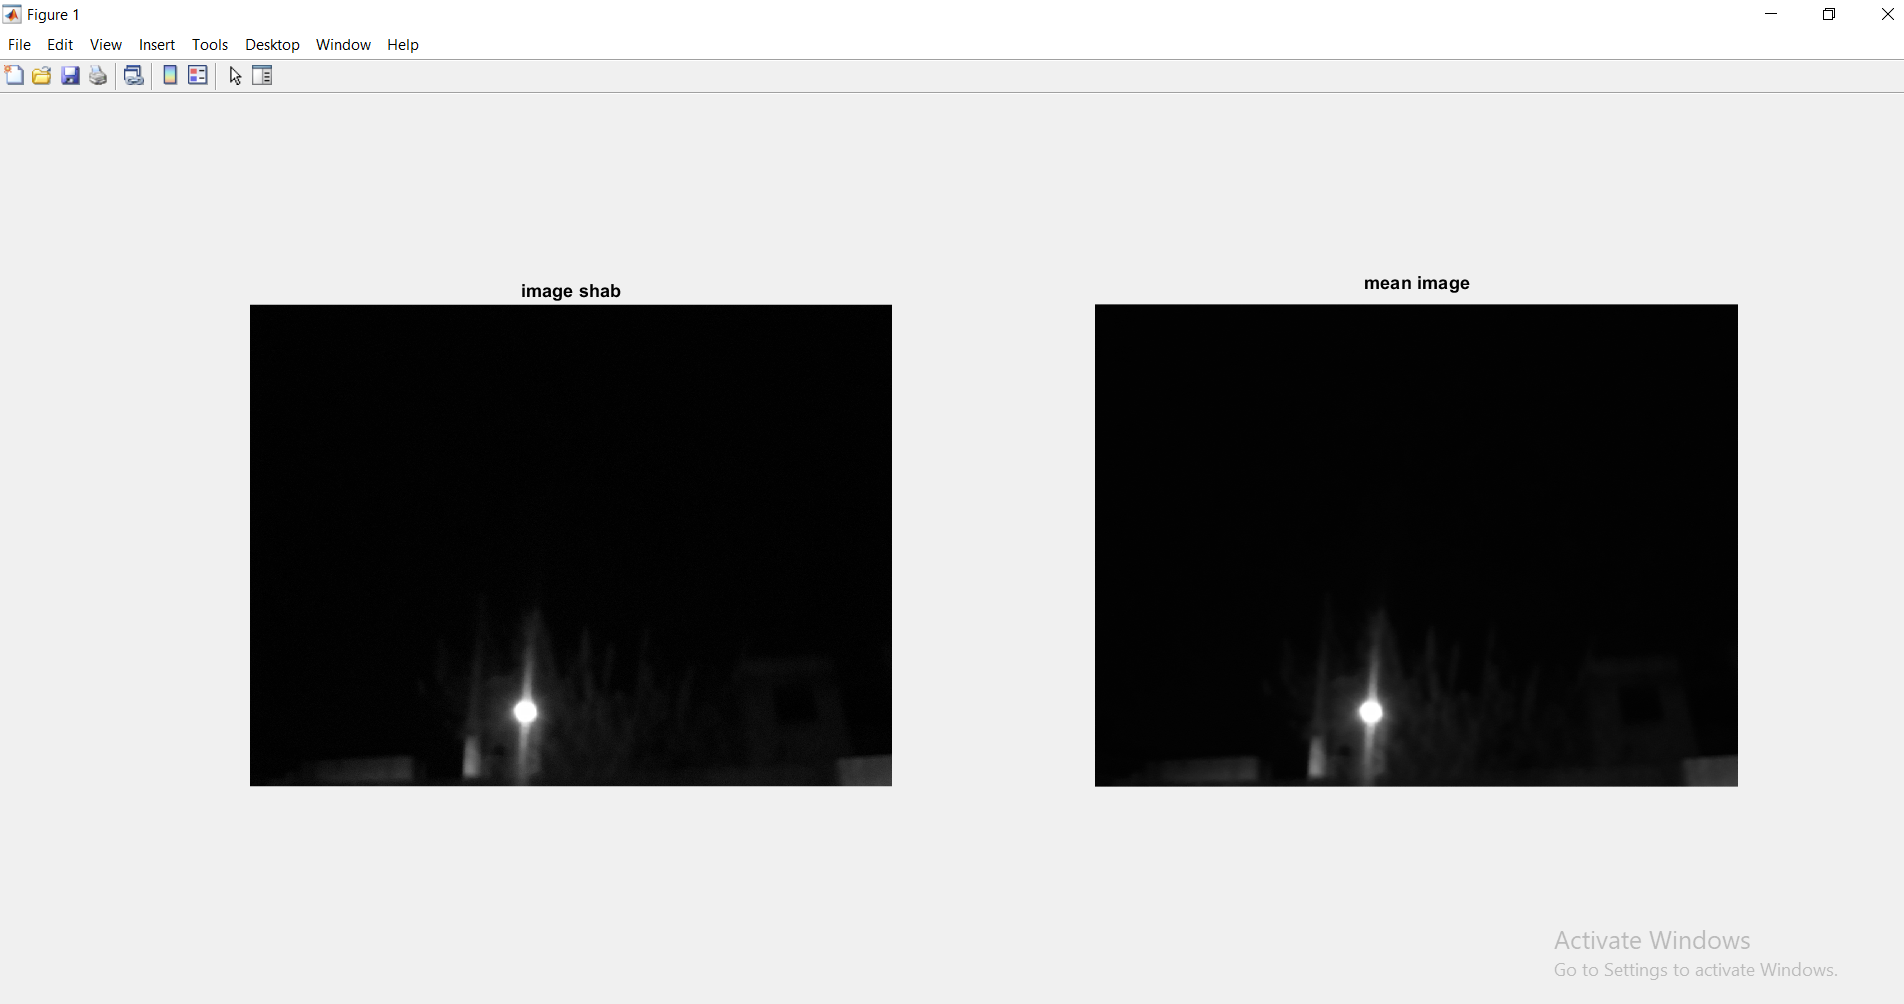 Figure 1
File Edit View Insert Tools Desktop Window Help
image shab
mean image
Activate Windows
Go to Settings to activate Windows.